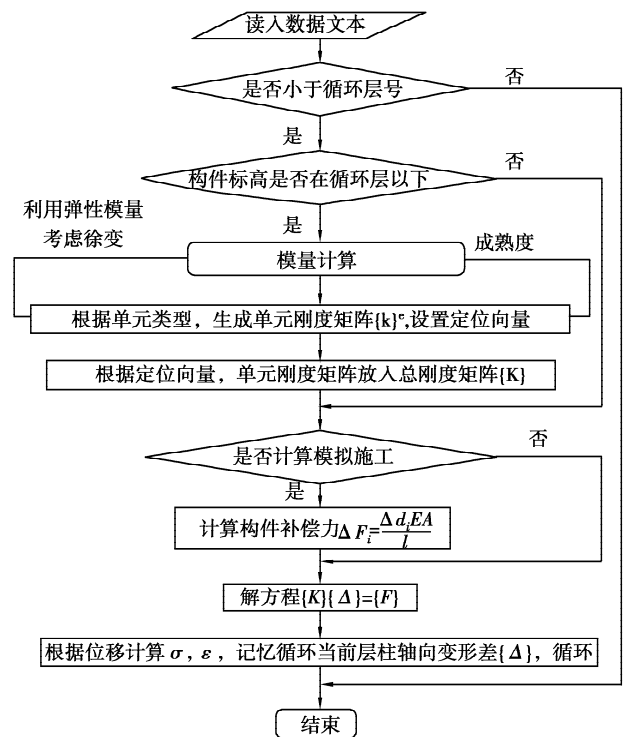 读入数据文本
是否小于循环层号
否
是
构件标高是否在循环层以下
否
是
利用弹性模量
考虑徐变
模量计算
成熟度
根据单元类型，生成单元刚度矩阵{k}ᵉ,设置定位向量
根据定位向量，单元刚度矩阵放入总刚度矩阵{K}
是否计算模拟施工
否
是
计算构件补偿力ΔFᵢ=ΔdᵢEA/l
解方程{K}{Δ}={F}
根据位移计算σ，ε，记忆循环当前层柱轴向变形差{Δ}，循环
结束